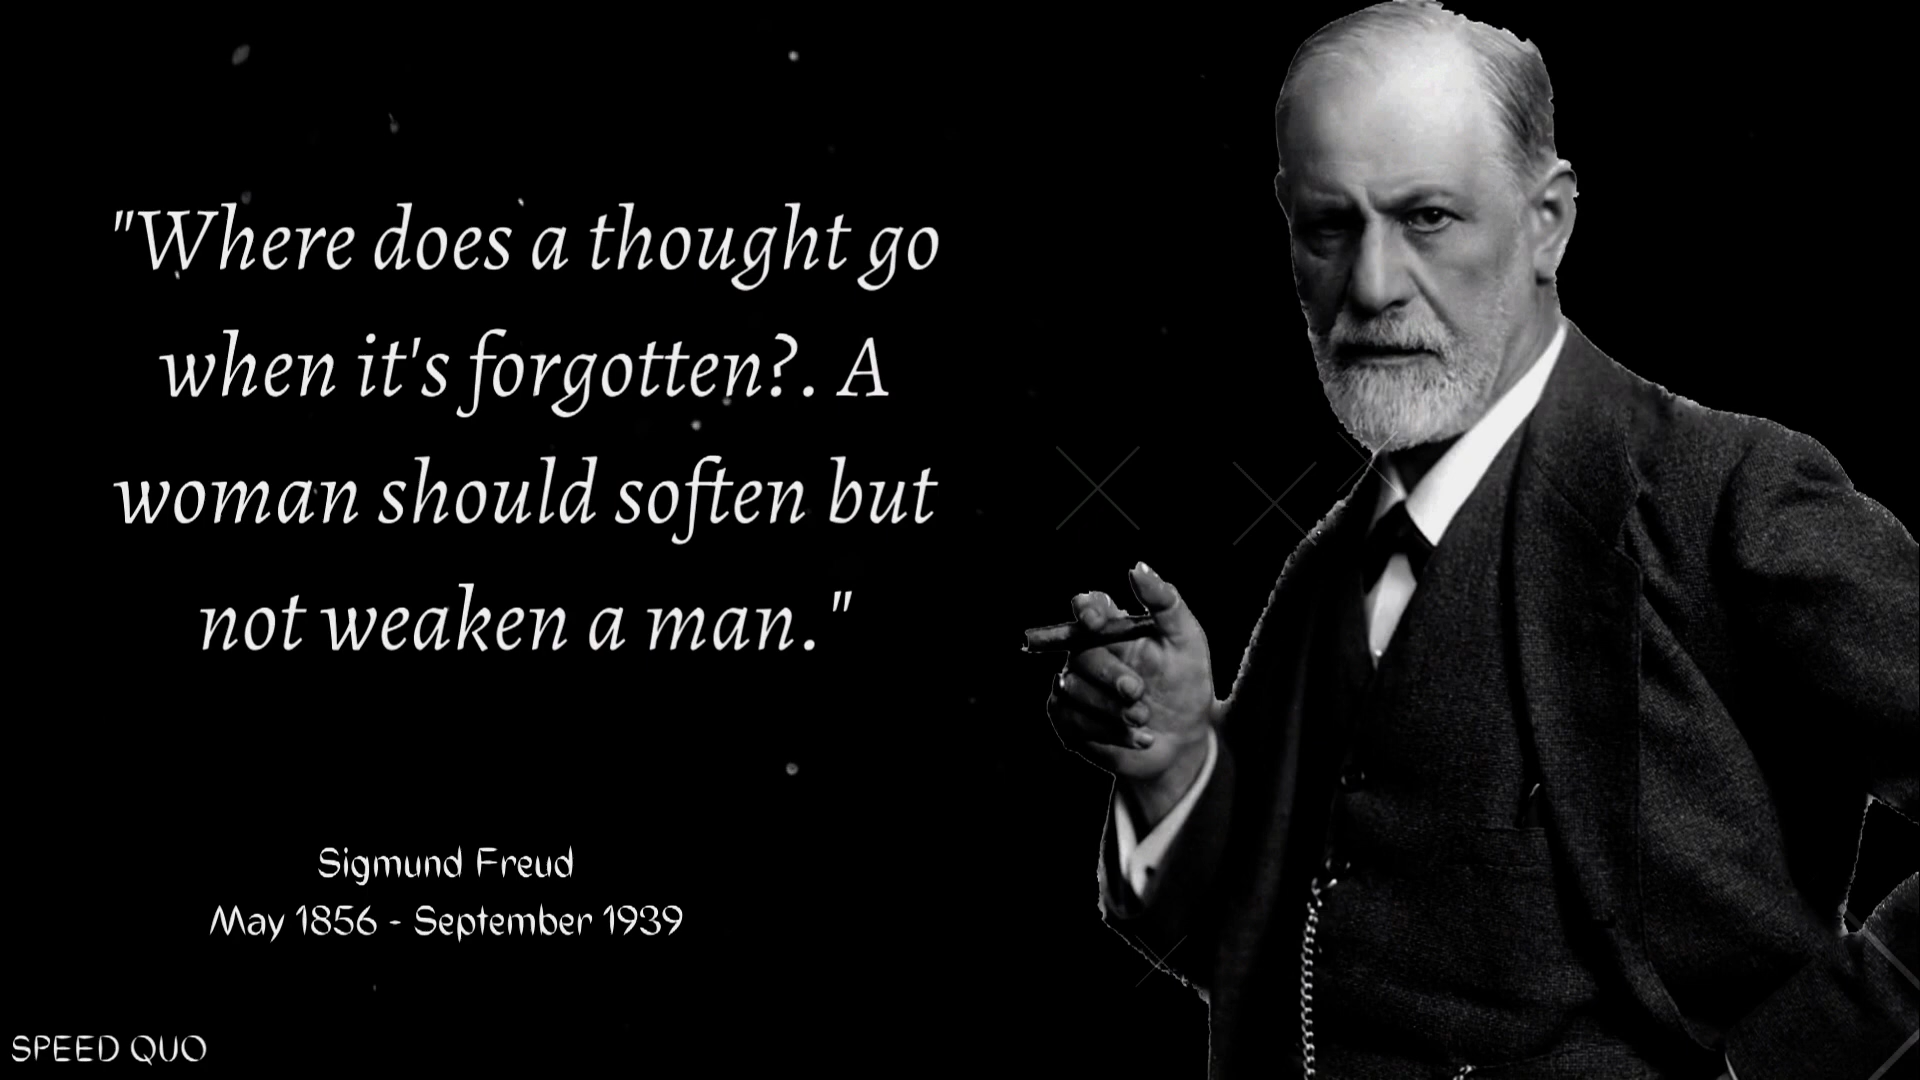 "Where does a thought go
when it's forgotten?. A
woman should soften but
not weaken a man."
Sigmund Freud
May 1856 - September 1939
SPEED QUO